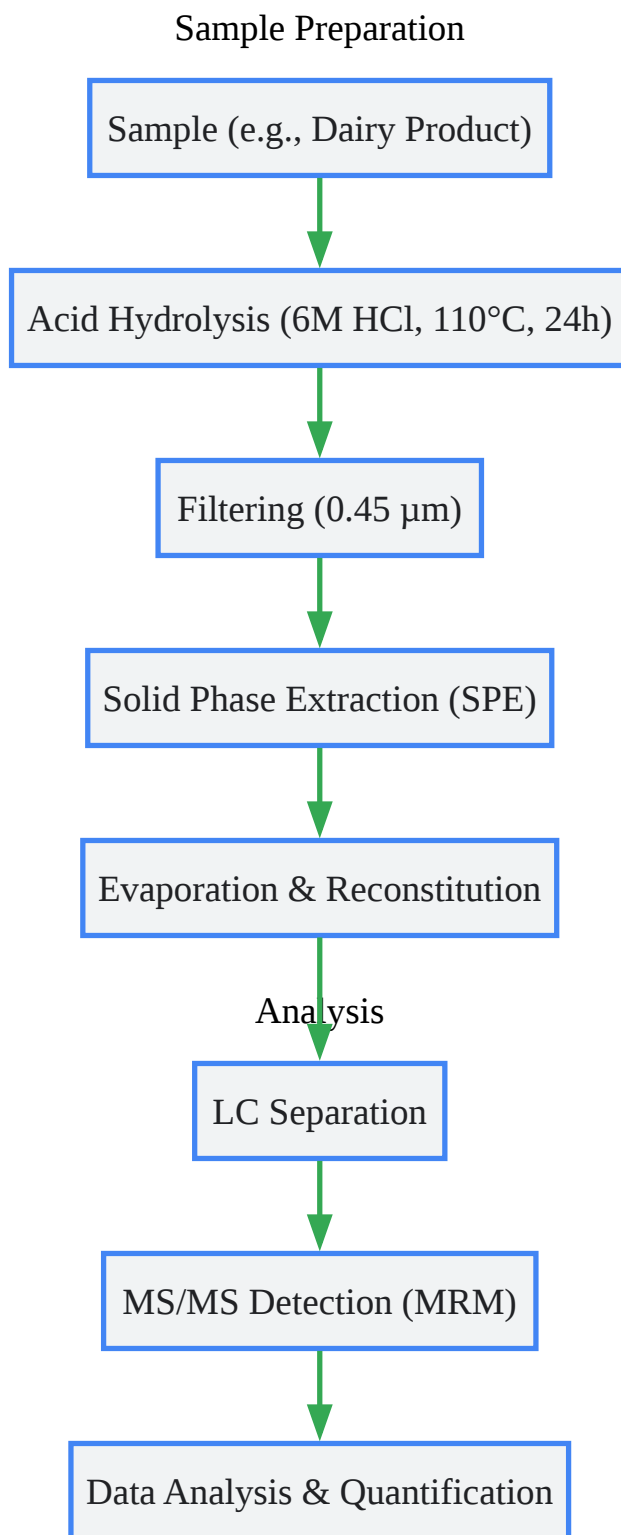 Sample Preparation
Sample (e.g., Dairy Product)
Acid Hydrolysis (6M HCl, 110°C, 24h)
Filtering (0.45 µm)
Solid Phase Extraction (SPE)
Evaporation & Reconstitution
Analysis
LC Separation
MS/MS Detection (MRM)
Data Analysis & Quantification